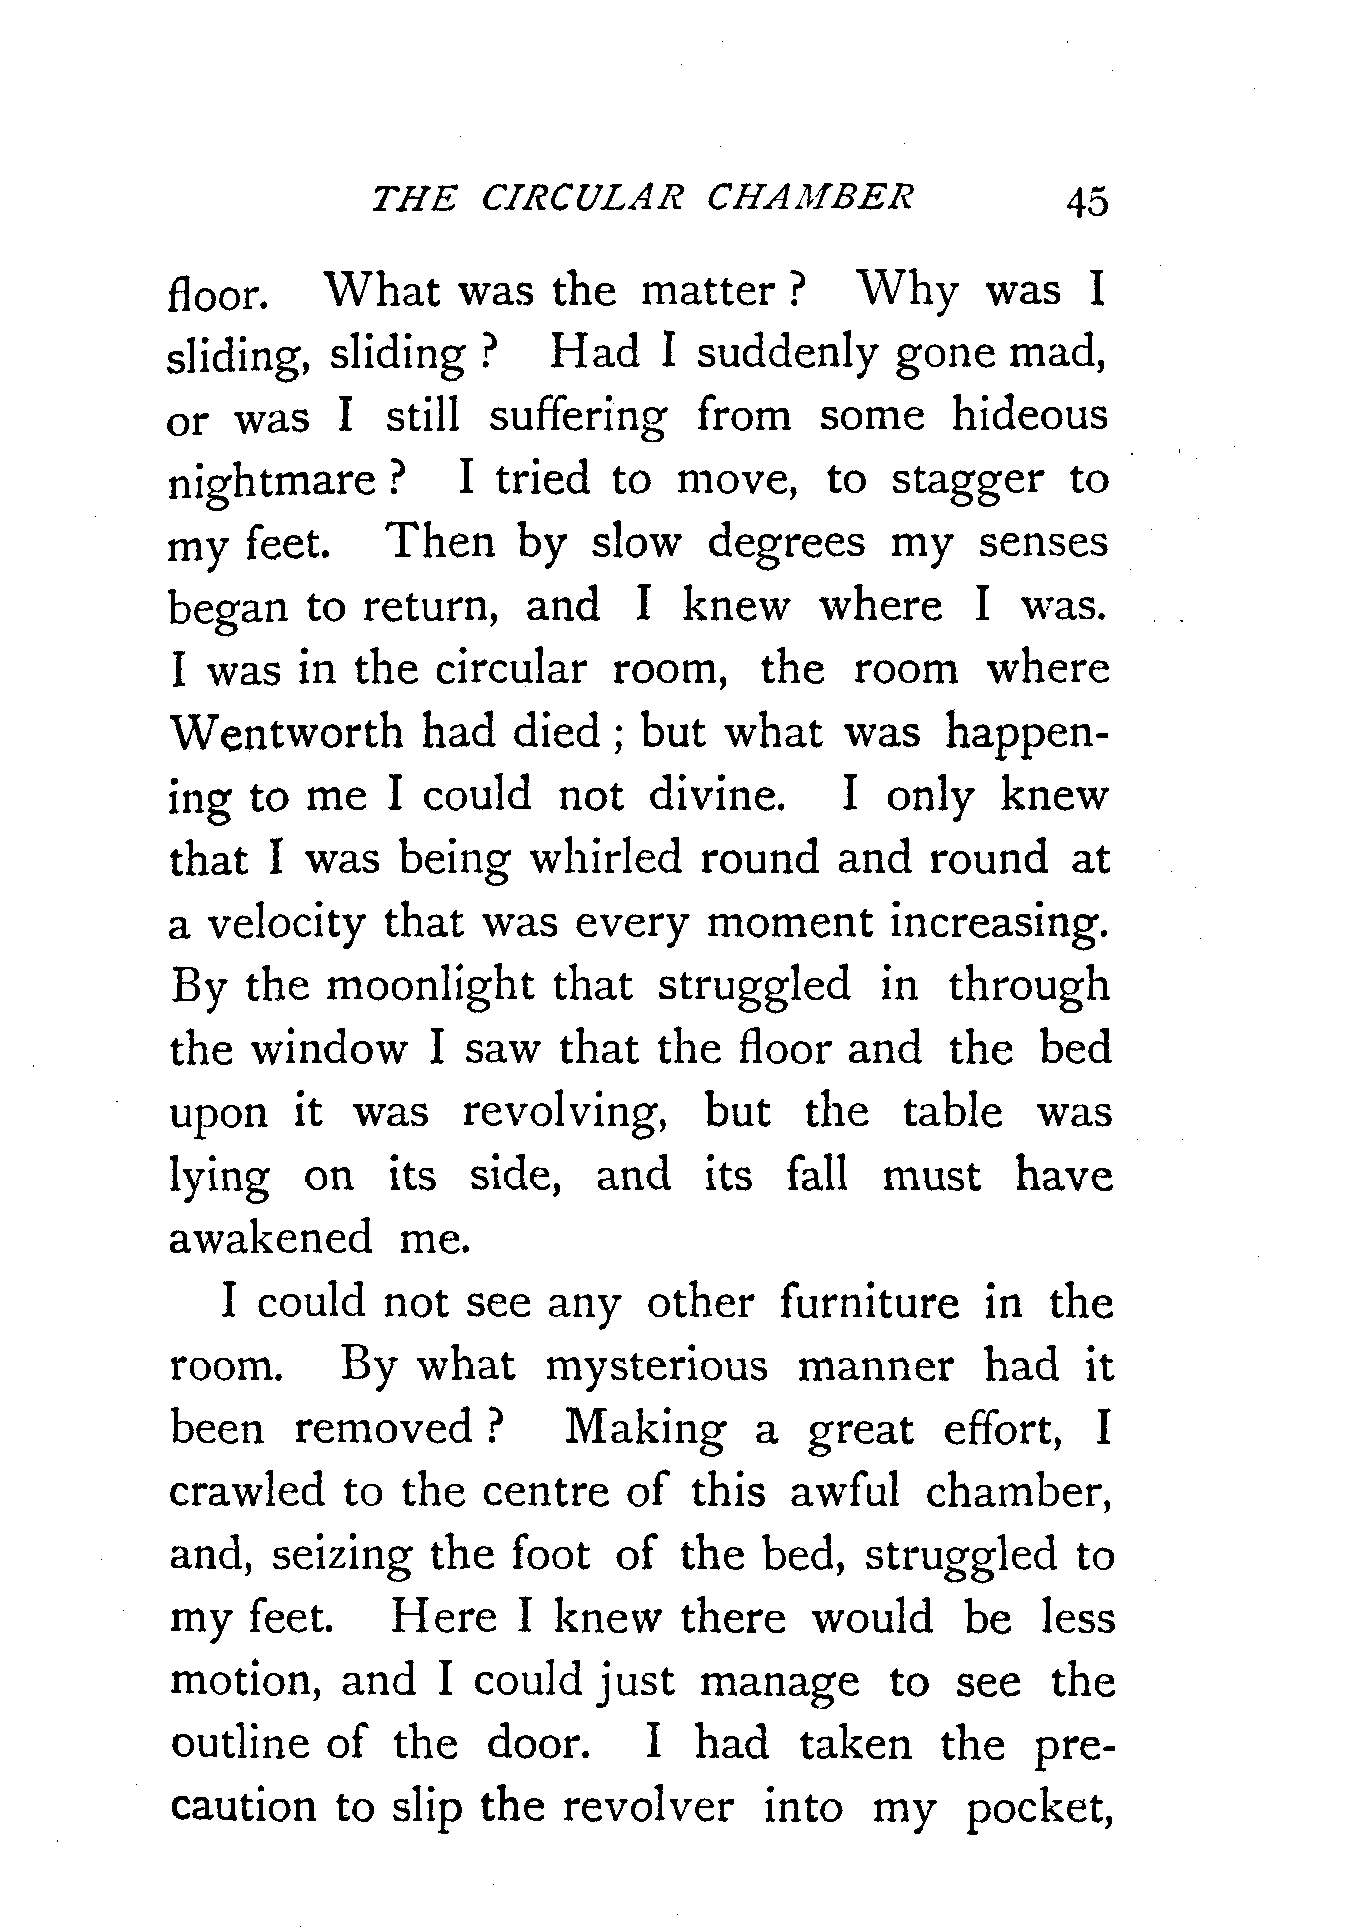 THE CIRCULAR CHAMBER 45
floor. What was the matter ? Why was I
sliding, sliding ? Had I suddenly gone mad,
or was I still suffering from some hideous
nightmare ? I tried to move, to stagger to
my feet. Then by slow degrees my senses
began to return, and I knew where I was.
I was in the circular room, the room where
Wentworth had died ; but what was happen-
ing to me I could not divine. I only knew
that I was being whirled round and round at
a velocity that was every moment increasing.
By the moonlight that struggled in through
the window I saw that the floor and the bed
upon it was revolving, but the table was
lying on its side, and its fall must have
awakened me.
I could not see any other furniture in the
room. By what mysterious manner had it
been removed ? Making a great effort, I
crawled to the centre of this awful chamber,
and, seizing the foot of the bed, struggled to
my feet. Here I knew there would be less
motion, and I could just manage to see the
outline of the door. I had taken the pre-
caution to slip the revolver into my pocket,